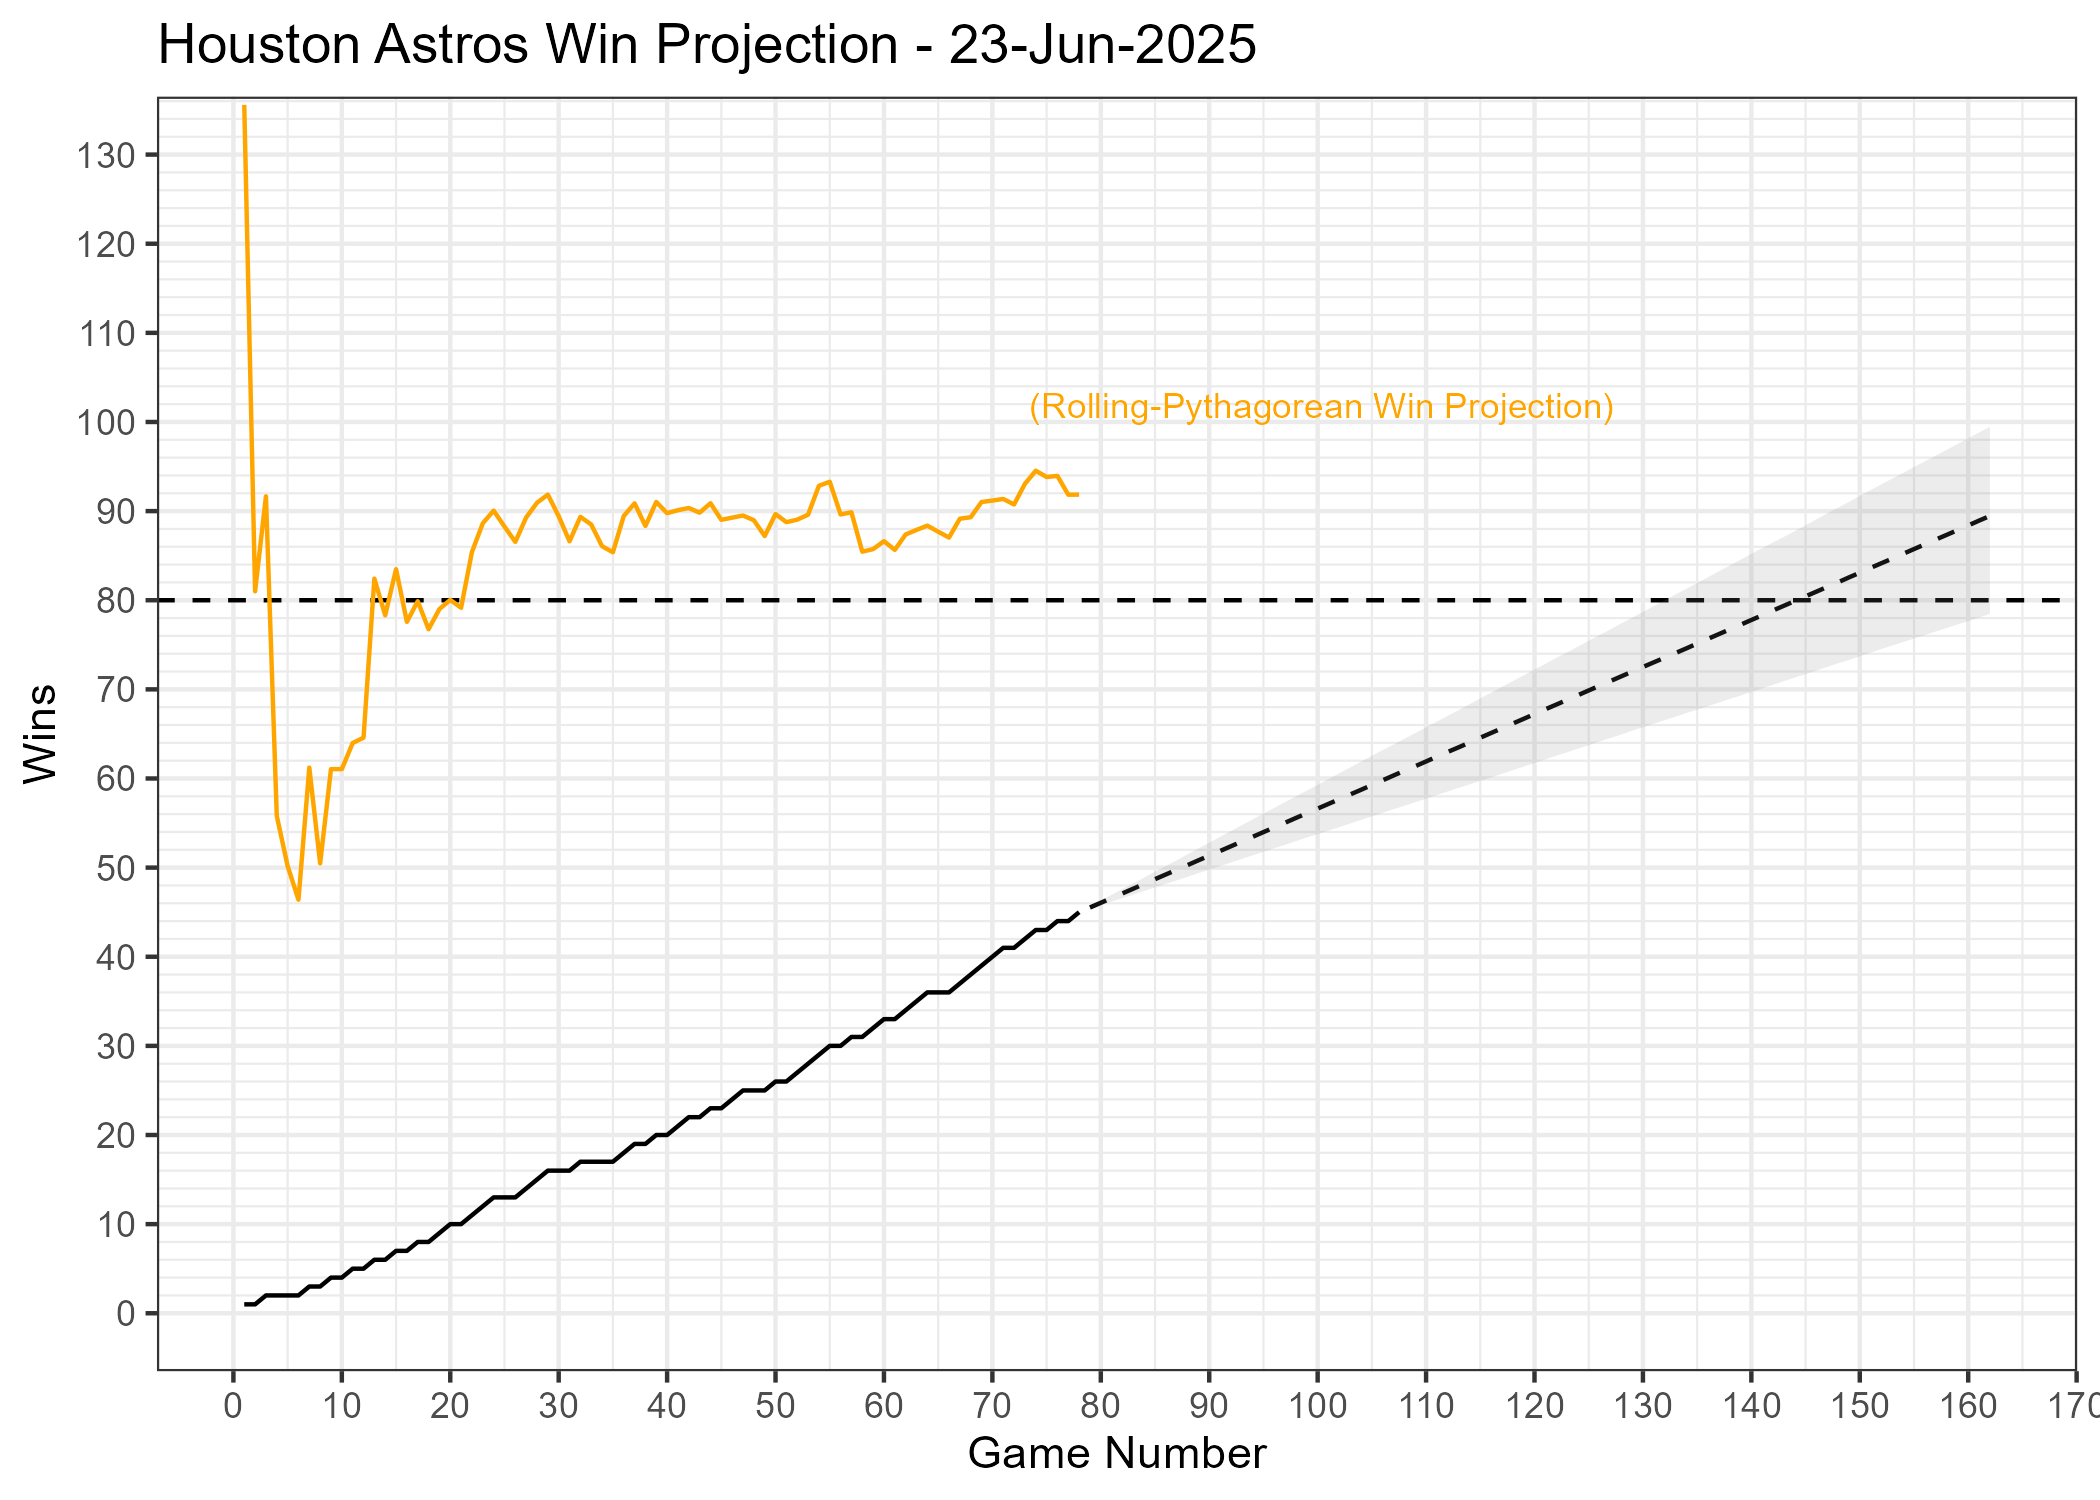 Houston Astros Win Projection - 23-Jun-2025
130
120
110
(Rolling-Pythagorean Win Projection)
100
90
80
70
60
50
40
30
20
10
0
Wins
0 10 20 30 40 50 60 70 80 90 100 110 120 130 140 150 160 170
Game Number